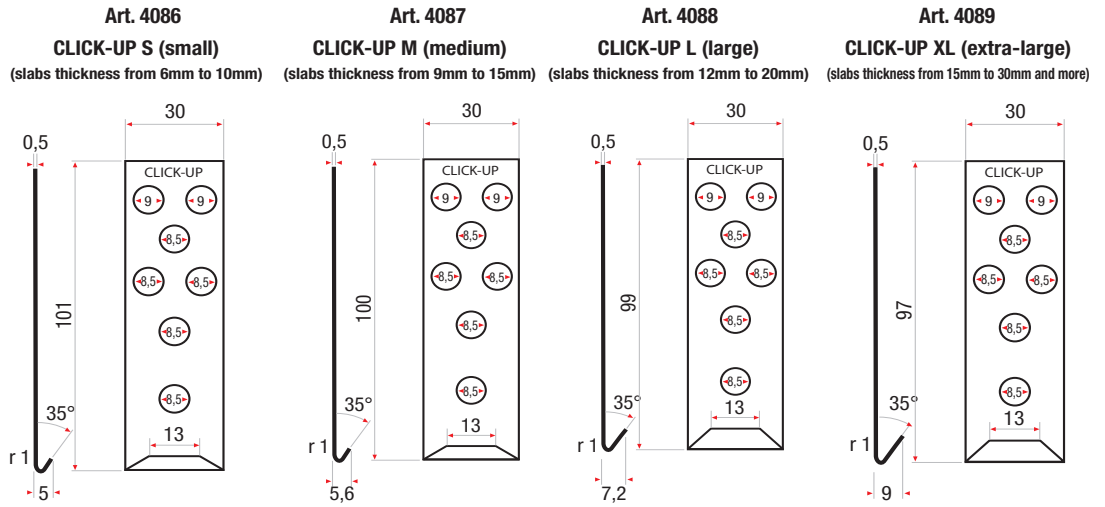 Art. 4086
CLICK-UP S (small)
(slabs thickness from 6mm to 10mm)
30
0,5
CLICK-UP
9 9
8,5
8,5 8,5
101
8,5
8,5
35°
13
r 1
5
Art. 4087
CLICK-UP M (medium)
(slabs thickness from 9mm to 15mm)
30
0,5
CLICK-UP
9 9
8,5
8,5 8,5
100
8,5
8,5
35°
13
r 1
5,6
Art. 4088
CLICK-UP L (large)
(slabs thickness from 12mm to 20mm)
30
0,5
CLICK-UP
9 9
8,5
8,5 8,5
99
8,5
8,5
35°
13
r 1
7,2
Art. 4089
CLICK-UP XL (extra-large)
(slabs thickness from 15mm to 30mm and more)
30
0,5
CLICK-UP
9 9
8,5
8,5 8,5
97
8,5
8,5
35°
13
r 1
9